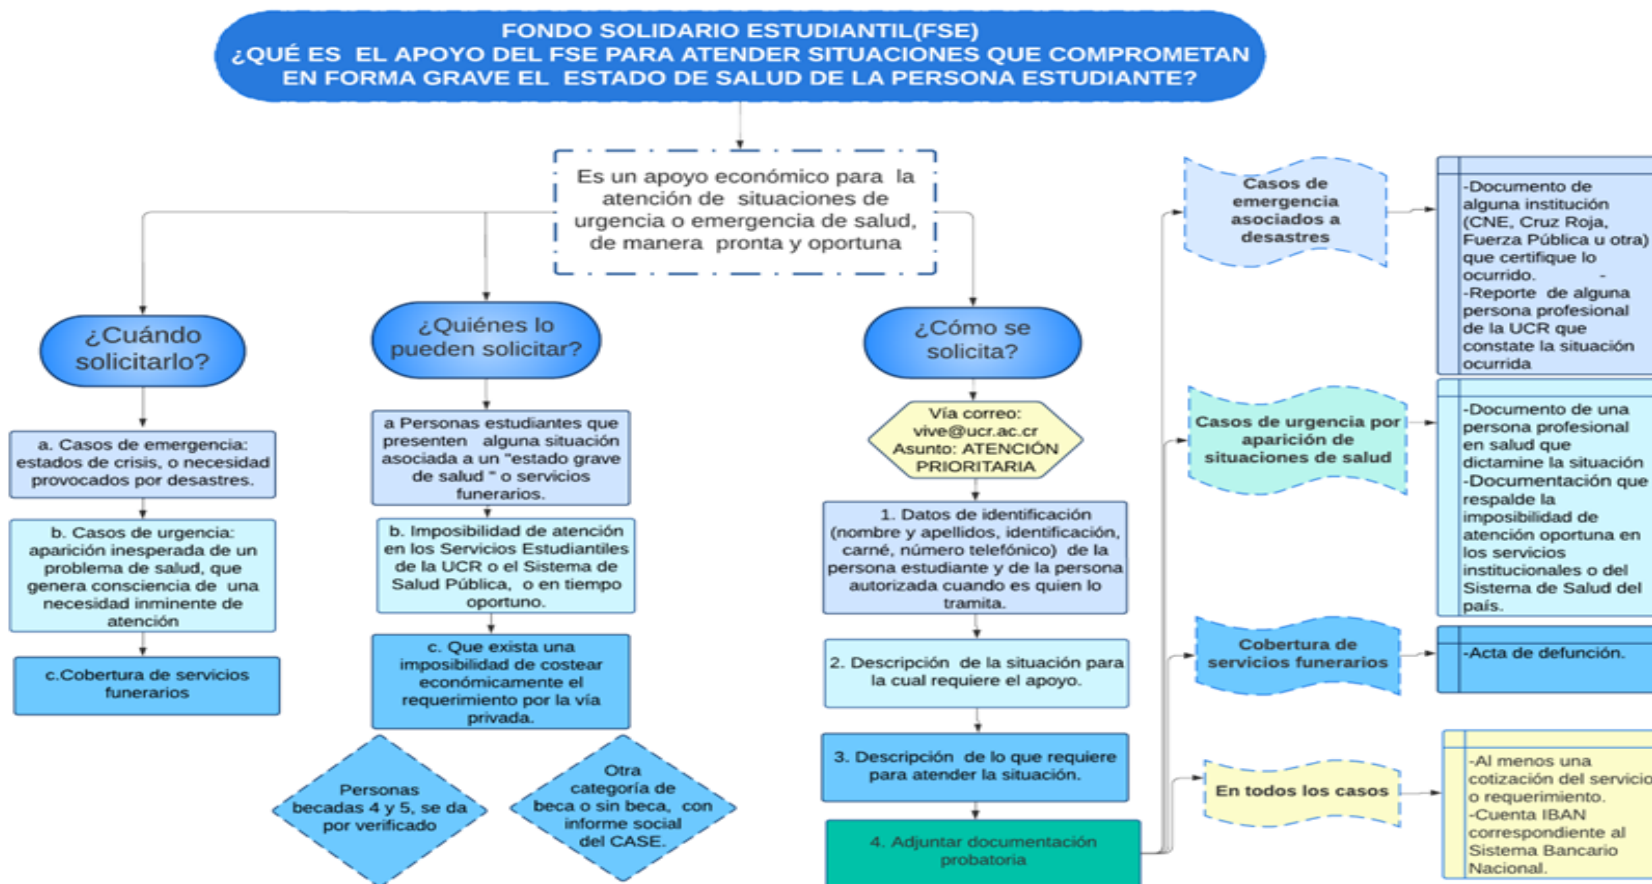 FONDO SOLIDARIO ESTUDIANTIL(FSE)
¿QUÉ ES EL APOYO DEL FSE PARA ATENDER SITUACIONES QUE COMPROMETAN
EN FORMA GRAVE EL ESTADO DE SALUD DE LA PERSONA ESTUDIANTE?
Es un apoyo económico para la
atención de situaciones de
urgencia o emergencia de salud,
de manera pronta y oportuna
¿Cuándo
solicitarlo?
a. Casos de emergencia:
estados de crisis, o necesidad
provocados por desastres.
b. Casos de urgencia:
aparición inesperada de un
problema de salud, que
genera consciencia de una
necesidad inminente de
atención
c.Cobertura de servicios
funerarios
¿Quiénes lo
pueden solicitar?
a Personas estudiantes que
presenten alguna situación
asociada a un "estado grave
de salud " o servicios
funerarios.
b. Imposibilidad de atención
en los Servicios Estudiantiles
de la UCR o el Sistema de
Salud Pública, o en tiempo
oportuno.
c. Que exista una
imposibilidad de costear
económicamente el
requerimiento por la vía
privada.
Personas
becadas 4 y 5, se da
por verificado
Otra
categoría de
beca o sin beca, con
informe social
del CASE.
¿Cómo se
solicita?
Vía correo:
vive@ucr.ac.cr
Asunto: ATENCIÓN
PRIORITARIA
1. Datos de identificación
(nombre y apellidos, identificación,
carné, número telefónico) de la
persona estudiante y de la persona
autorizada cuando es quien lo
tramita.
2. Descripción de la situación para
la cual requiere el apoyo.
3. Descripción de lo que requiere
para atender la situación.
4. Adjuntar documentación
probatoria
Casos de
emergencia
asociados a
desastres
-Documento de
alguna institución
(CNE, Cruz Roja,
Fuerza Pública u otra)
que certifique lo
ocurrido. -
-Reporte de alguna
persona profesional
de la UCR que
constate la situación
ocurrida
Casos de urgencia por
aparición de
situaciones de salud
-Documento de una
persona profesional
en salud que
dictamine la situación
-Documentación que
respalde la
imposibilidad de
atención oportuna en
los servicios
institucionales o del
Sistema de Salud del
país.
Cobertura de
servicios funerarios
-Acta de defunción.
En todos los casos
-Al menos una
cotización del servicio
o requerimiento.
-Cuenta IBAN
correspondiente al
Sistema Bancario
Nacional.